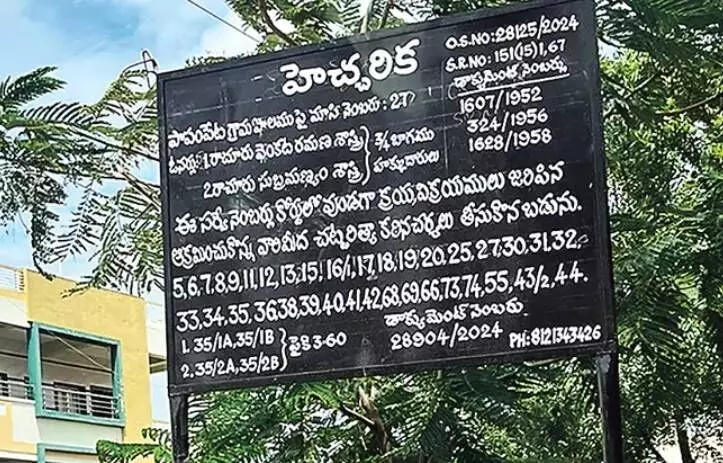 హెచ్చరిక
O.S.NO:28125/2024
S.R.NO: 151(15)1,67
డాక్యుమెంట్ నెంబర్లు
1607/1952
324/1956
1628/1958
పాదంపేట గ్రామ భూలము పై మాస నెంబరు : 27
ఓనర్లు: 1.రాచూరు వైంకట రమణ శాస్త్రి
2.రాచూరు సుబ్రమణ్యం శాస్త్రి
3/4 బాగము
హక్కుదారులు
ఈ సర్వే నెంబర్లు కోర్టులో వుండగా క్రయ,విక్రయములు జరిపిన
ఆక్రమించుకొన్న వారిమీద చట్టరిత్యా కఠినచర్యలు తీసుకొన బడును.
5,6,7,8,9,11,12,13,15, 16/1,17,18,19,20,25,27,30,31,32
33,34,35,36,38,39,40,41,42,68,69,66,73,74,55,43/2,44.
1. 35/1A,35/1B
2.35/2A,35/2B
పైకి 3-60
డాక్యుమెంట్ నెంబరు
28904/2024
PH: 8121343426